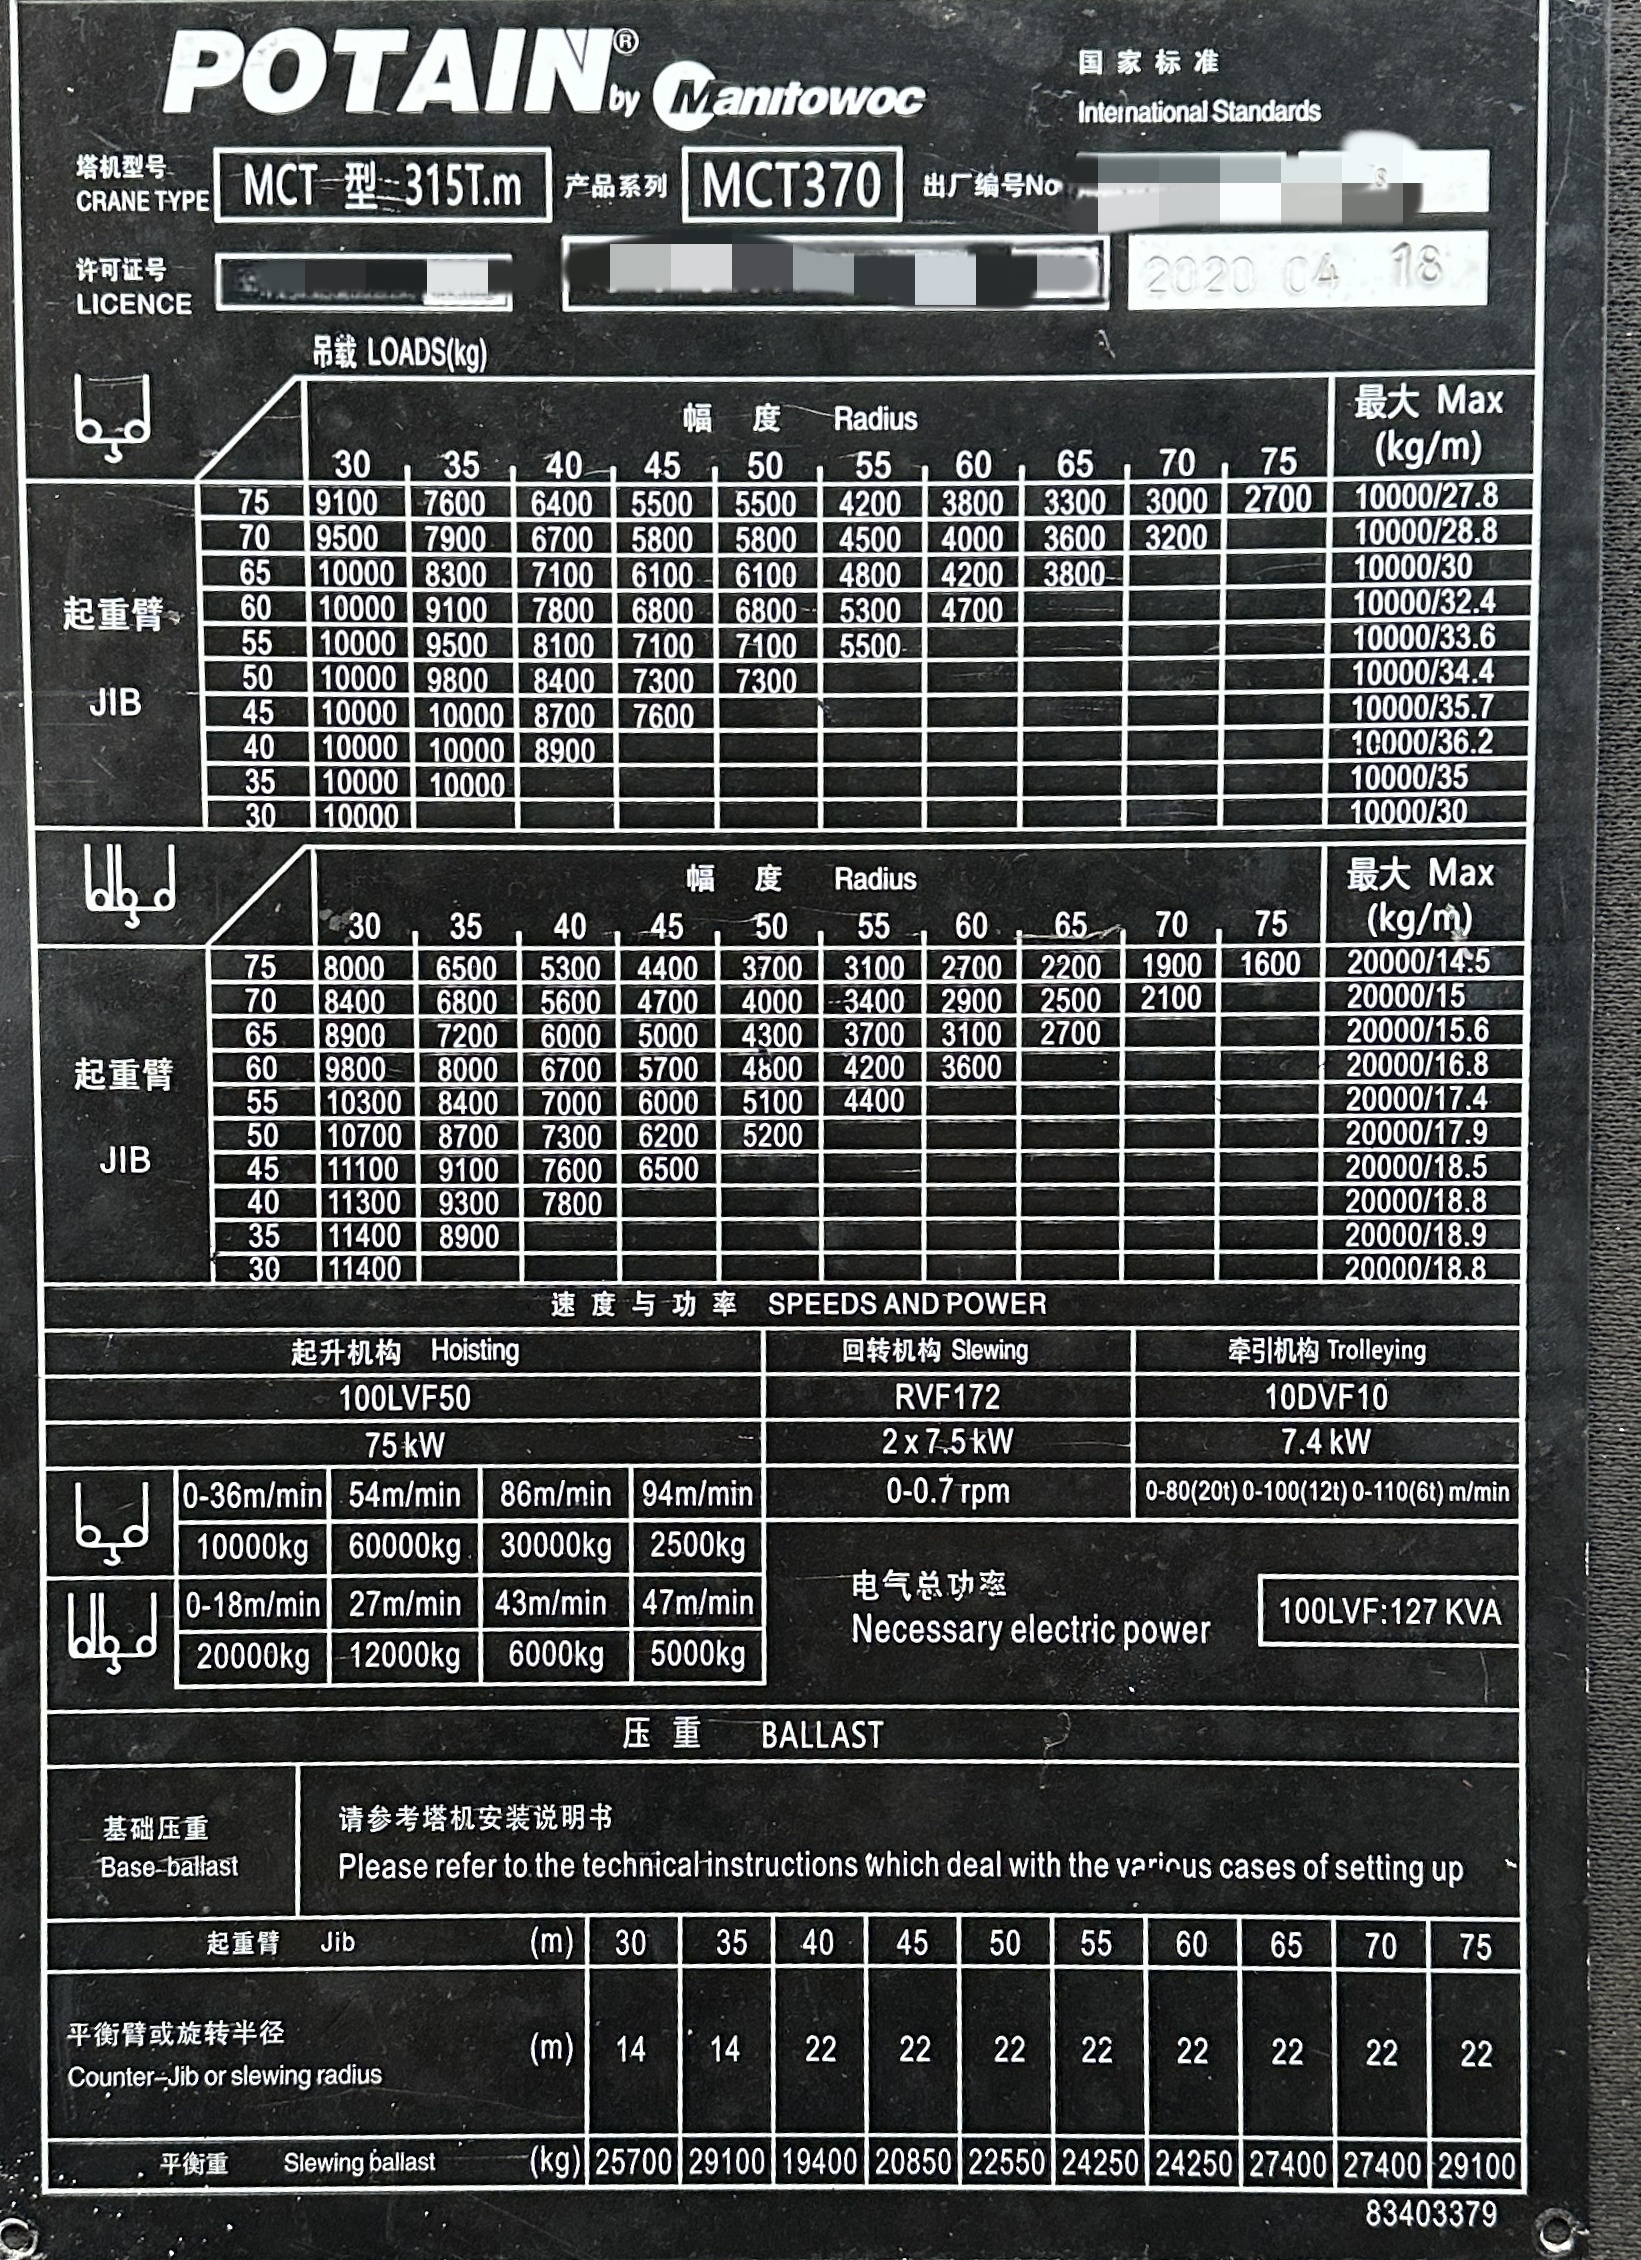 POTAIN® by Manitowoc
国家标准
International Standards
塔机型号
CRANE TYPE
MCT 型 315T.m
产品系列
MCT370
出厂编号No
许可证号
LICENCE
2020 04 18
吊载 LOADS(kg)
幅 度 Radius
最大 Max
(kg/m)
30 35 40 45 50 55 60 65 70 75
起重臂
JIB
75 9100 7600 6400 5500 5500 4200 3800 3300 3000 2700 10000/27.8
70 9500 7900 6700 5800 5800 4500 4000 3600 3200 10000/28.8
65 10000 8300 7100 6100 6100 4800 4200 3800 10000/30
60 10000 9100 7800 6800 6800 5300 4700 10000/32.4
55 10000 9500 8100 7100 7100 5500 10000/33.6
50 10000 9800 8400 7300 7300 10000/34.4
45 10000 10000 8700 7600 10000/35.7
40 10000 10000 8900 10000/36.2
35 10000 10000 10000/35
30 10000 10000/30
幅 度 Radius
最大 Max
(kg/m)
30 35 40 45 50 55 60 65 70 75
起重臂
JIB
75 8000 6500 5300 4400 3700 3100 2700 2200 1900 1600 20000/14.5
70 8400 6800 5600 4700 4000 3400 2900 2500 2100 20000/15
65 8900 7200 6000 5000 4300 3700 3100 2700 20000/15.6
60 9800 8000 6700 5700 4800 4200 3600 20000/16.8
55 10300 8400 7000 6000 5100 4400 20000/17.4
50 10700 8700 7300 6200 5200 20000/17.9
45 11100 9100 7600 6500 20000/18.5
40 11300 9300 7800 20000/18.8
35 11400 8900 20000/18.9
30 11400 20000/18.8
速度与功率 SPEEDS AND POWER
起升机构 Hoisting 回转机构 Slewing 牵引机构 Trolleying
100LVF50 RVF172 10DVF10
75 kW 2 x 7.5 kW 7.4 kW
0-36m/min 54m/min 86m/min 94m/min 0-0.7 rpm 0-80(20t) 0-100(12t) 0-110(6t) m/min
10000kg 60000kg 30000kg 2500kg
0-18m/min 27m/min 43m/min 47m/min
20000kg 12000kg 6000kg 5000kg
电气总功率
Necessary electric power
100LVF:127 KVA
压重 BALLAST
基础压重
Base-ballast
请参考塔机安装说明书
Please refer to the technical instructions which deal with the various cases of setting up
起重臂 Jib (m) 30 35 40 45 50 55 60 65 70 75
平衡臂或旋转半径
Counter-Jib or slewing radius
(m) 14 14 22 22 22 22 22 22 22 22
平衡重 Slewing ballast (kg) 25700 29100 19400 20850 22550 24250 24250 27400 27400 29100
83403379